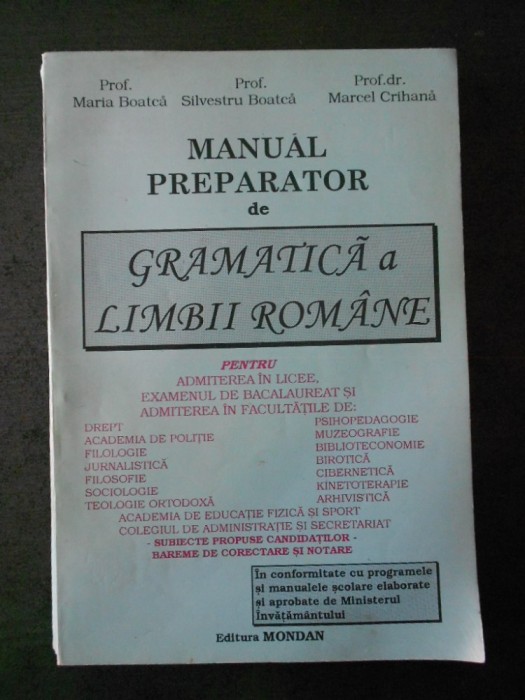 Prof. Prof. Prof.dr.
Maria Boatcă Silvestru Boatcă Marcel Crihană
MANUAL
PREPARATOR
de
GRAMATICĂ a
LIMBII ROMÂNE
PENTRU
ADMITEREA ÎN LICEE,
EXAMENUL DE BACALAUREAT ȘI
ADMITEREA ÎN FACULTĂȚILE DE:
DREPT
ACADEMIA DE POLIȚIE
FILOLOGIE
JURNALISTICĂ
FILOSOFIE
SOCIOLOGIE
TEOLOGIE ORTODOXĂ
PSIHOPEDAGOGIE
MUZEOGRAFIE
BIBLIOTECONOMIE
BIROTICĂ
CIBERNETICĂ
KINETOTERAPIE
ARHIVISTICĂ
ACADEMIA DE EDUCAȚIE FIZICĂ ȘI SPORT
COLEGIUL DE ADMINISTRAȚIE ȘI SECRETARIAT
- SUBIECTE PROPUSE CANDIDAȚILOR -
BAREME DE CORECTARE ȘI NOTARE
În conformitate cu programele
și manualele școlare elaborate
și aprobate de Ministerul
Învățământului
Editura MONDAN